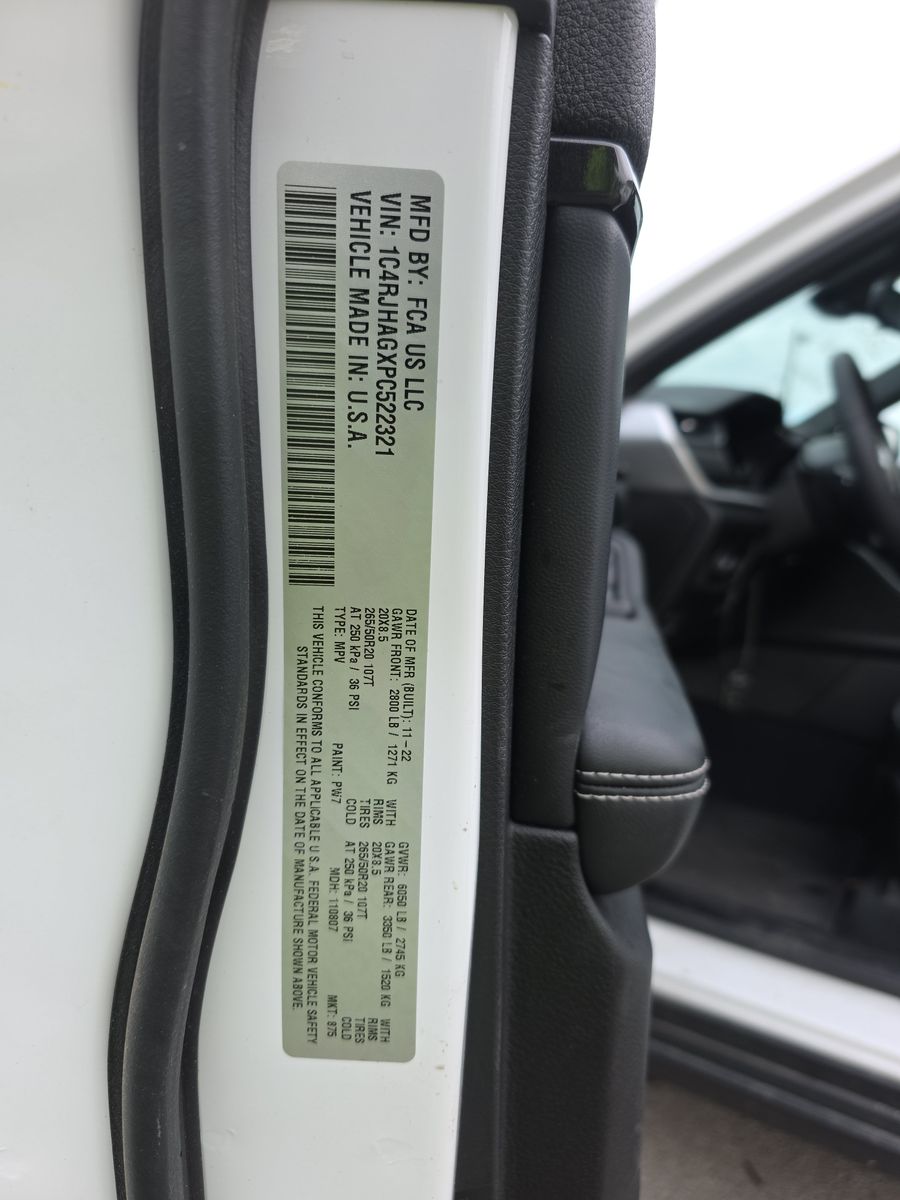 MFD BY: FCA US LLC
VIN: 1C4RJHAGXPC522321
VEHICLE MADE IN: U.S.A.
DATE OF MFR (BUILT): 11-22 GVWR: 6050 LB / 2745 KG
GAWR FRONT: 2800 LB / 1271 KG WITH GAWR REAR: 3350 LB / 1520 KG WITH
20X8.5 RIMS 20X8.5 RIMS
265/50R20 107T TIRES 265/50R20 107T TIRES
AT 250 kPa / 36 PSI COLD AT 250 kPa / 36 PSI COLD
TYPE: MPV PAINT: PW7 MDH: 110807 MKT: 875
THIS VEHICLE CONFORMS TO ALL APPLICABLE U.S.A. FEDERAL MOTOR VEHICLE SAFETY
STANDARDS IN EFFECT ON THE DATE OF MANUFACTURE SHOWN ABOVE.